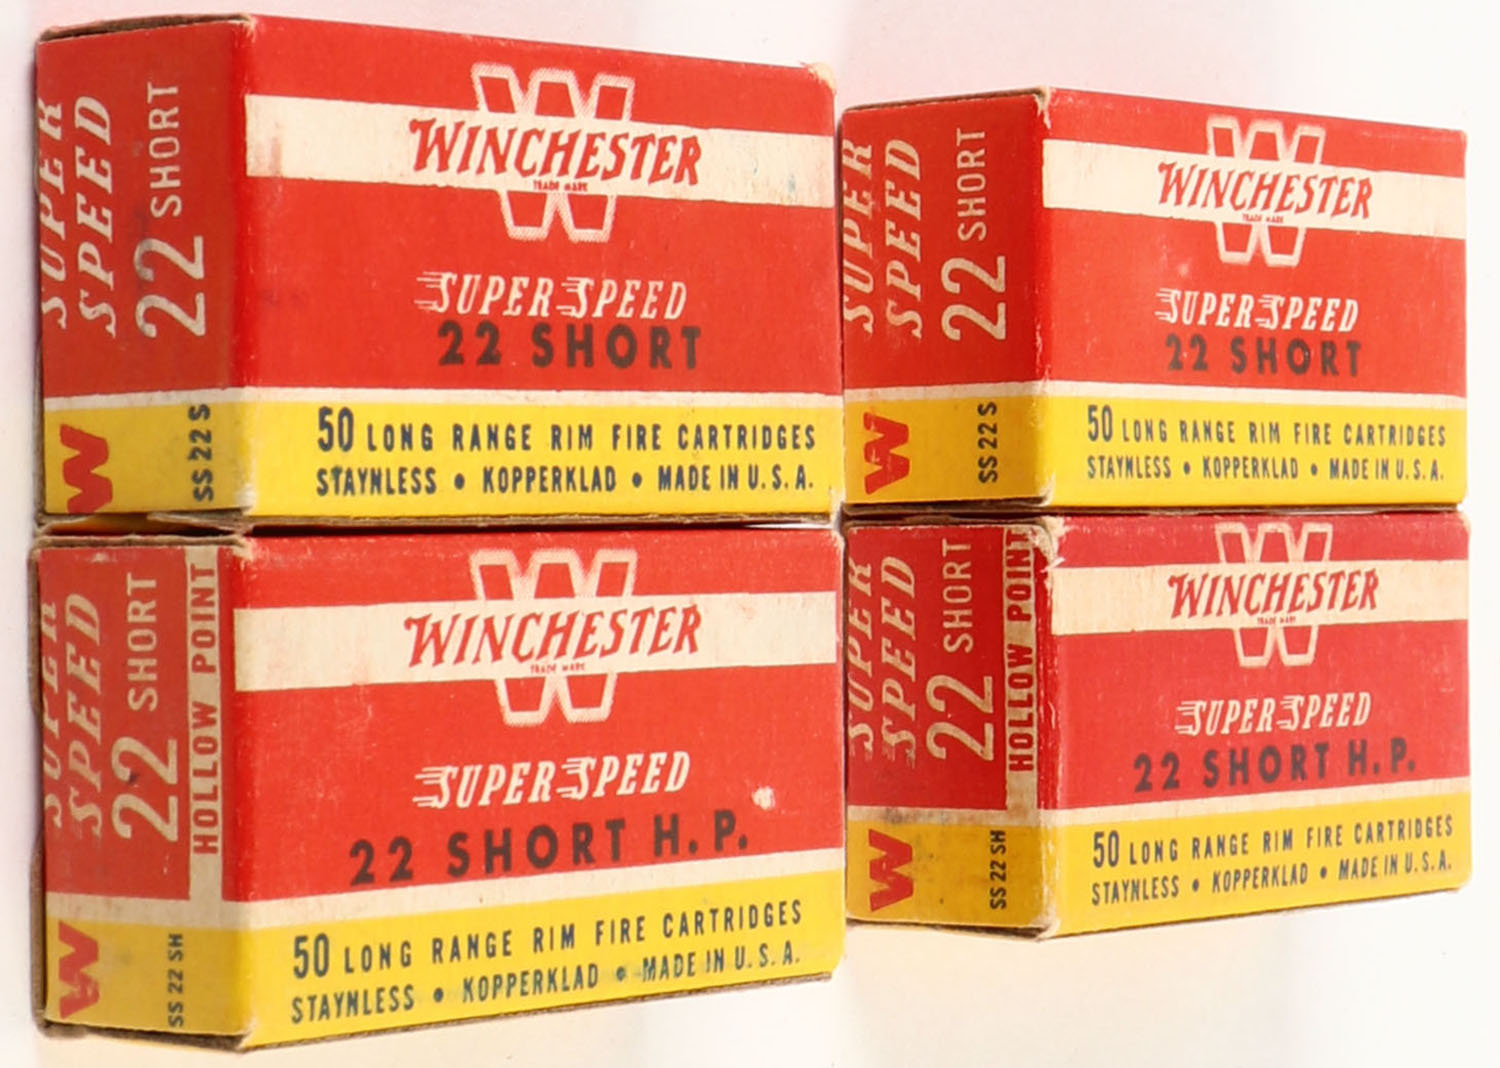 SUPER
SPEED
22 SHORT
W
SS 22 S
W
WINCHESTER
TRADE MARK
SUPER SPEED
22 SHORT
50 LONG RANGE RIM FIRE CARTRIDGES
STAYNLESS • KOPPERKLAD • MADE IN U.S.A.
SUPER
SPEED
22 SHORT
W
SS 22 S
W
WINCHESTER
TRADE MARK
SUPER SPEED
22 SHORT
50 LONG RANGE RIM FIRE CARTRIDGES
STAYNLESS • KOPPERKLAD • MADE IN U.S.A.
SUPER
SPEED
22 SHORT
HOLLOW POINT
W
SS 22 SH
W
WINCHESTER
TRADE MARK
SUPER SPEED
22 SHORT H.P.
50 LONG RANGE RIM FIRE CARTRIDGES
STAYNLESS • KOPPERKLAD • MADE IN U.S.A.
SUPER
SPEED
22 SHORT
HOLLOW POINT
W
SS 22 SH
W
WINCHESTER
TRADE MARK
SUPER SPEED
22 SHORT H.P.
50 LONG RANGE RIM FIRE CARTRIDGES
STAYNLESS • KOPPERKLAD • MADE IN U.S.A.